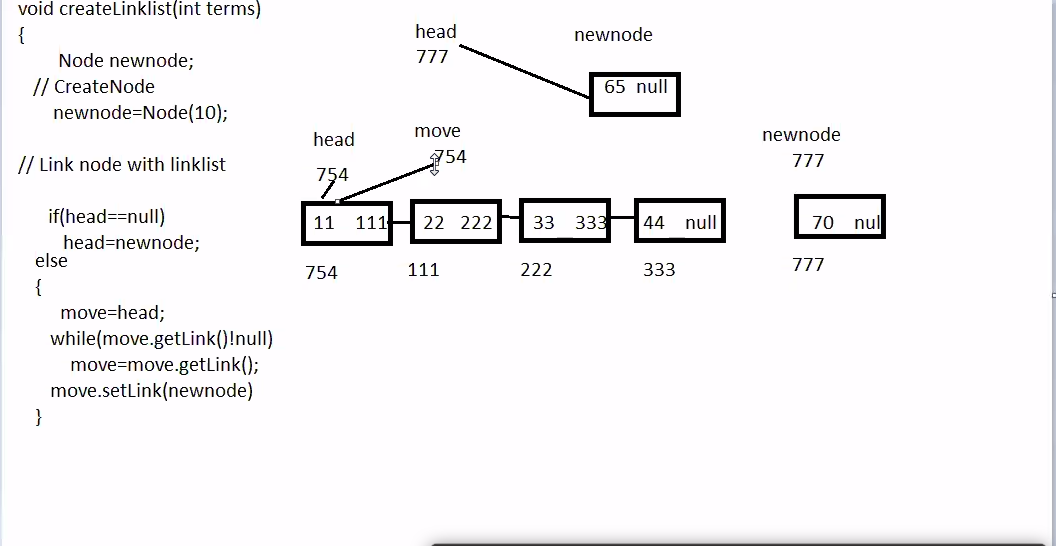 void createLinklist(int terms)
{
Node newnode;
// CreateNode
newnode=Node(10);
// Link node with linklist
if(head==null)
head=newnode;
else
{
move=head;
while(move.getLink()!null)
move=move.getLink();
move.setLink(newnode)
}
head newnode
777
65 null
head move newnode
754 754 777
11 111 22 222 33 333 44 null 70 nul
754 111 222 333 777